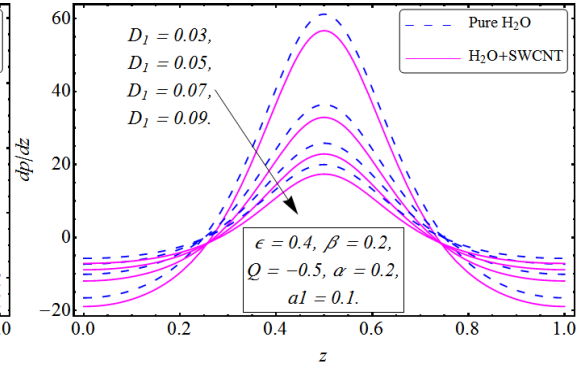 60
40
20
0
−20
dp/dz
D1 = 0.03,
D1 = 0.05,
D1 = 0.07,
D1 = 0.09.
Pure H2O
H2O+SWCNT
ϵ = 0.4, β = 0.2,
Q = −0.5, α = 0.2,
a1 = 0.1.
.0
0.0
0.2
0.4
0.6
0.8
1.0
z